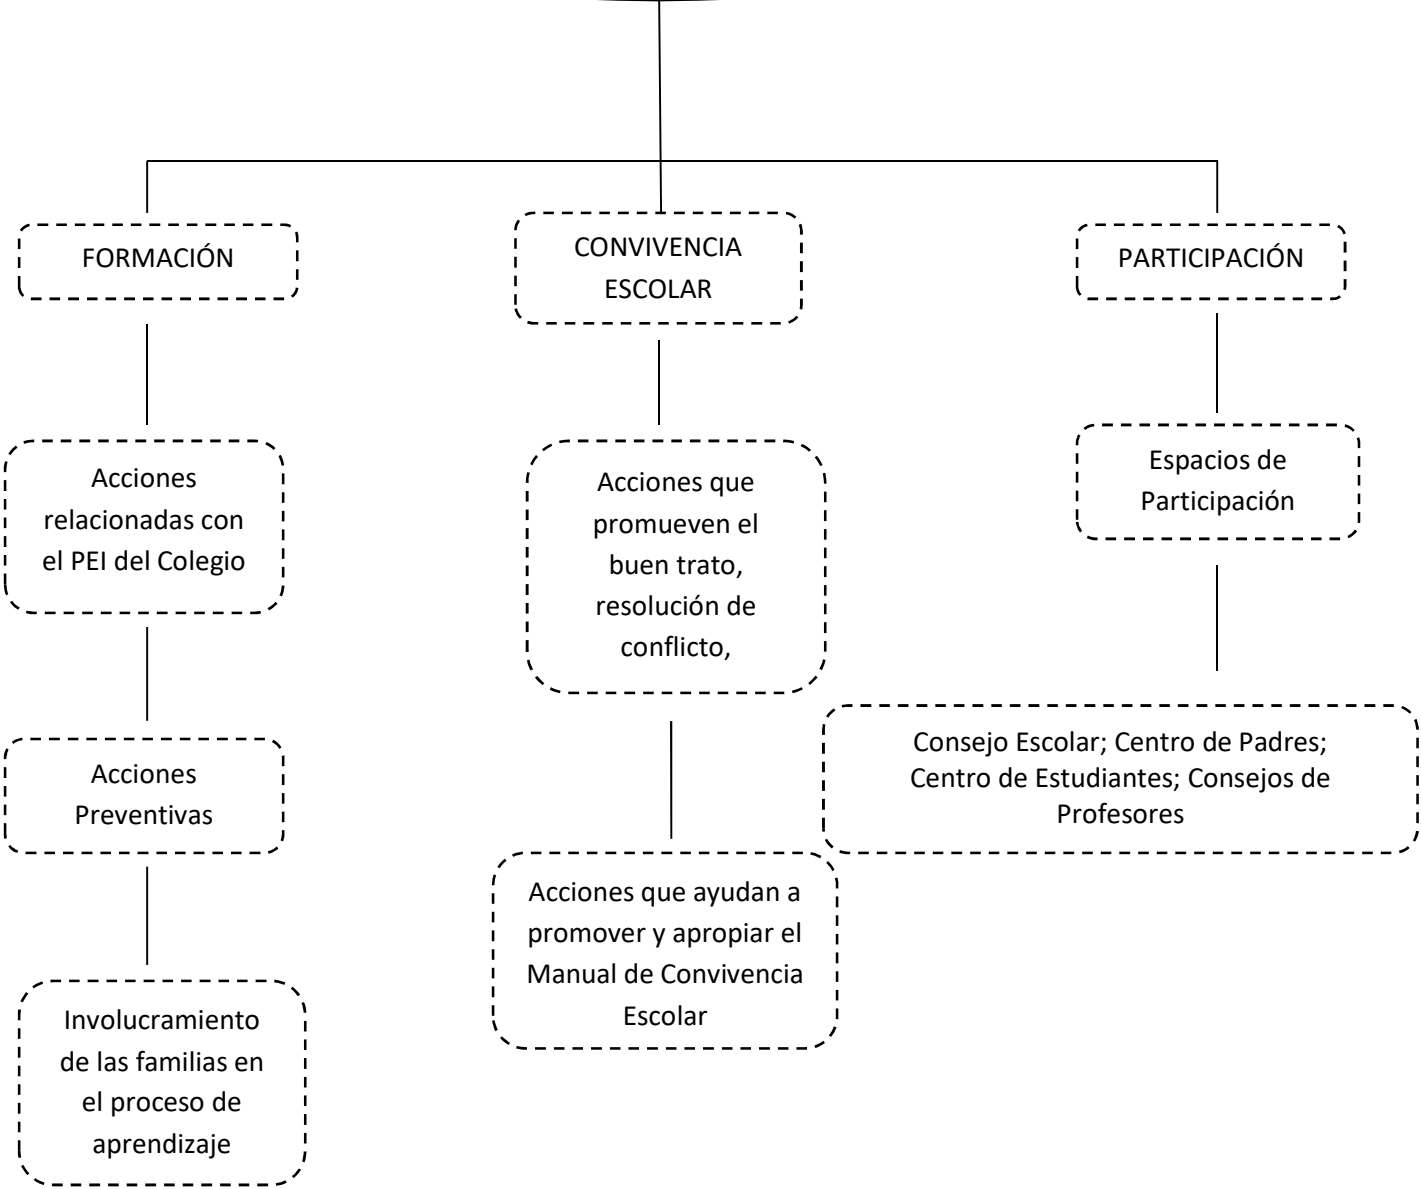 FORMACIÓN
CONVIVENCIA
ESCOLAR
PARTICIPACIÓN
Acciones
relacionadas con
el PEI del Colegio
Acciones que
promueven el
buen trato,
resolución de
conflicto,
Espacios de
Participación
Acciones
Preventivas
Consejo Escolar; Centro de Padres;
Centro de Estudiantes; Consejos de
Profesores
Acciones que ayudan a
promover y apropiar el
Manual de Convivencia
Escolar
Involucramiento
de las familias en
el proceso de
aprendizaje